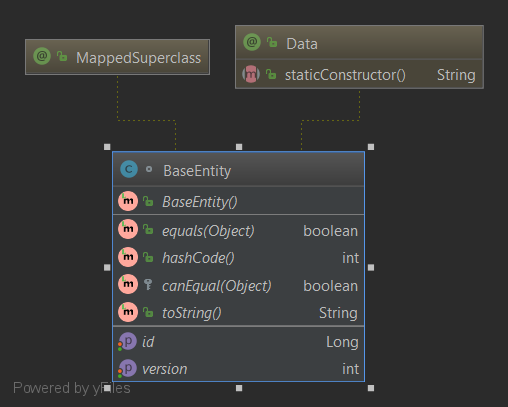 @ MappedSuperclass
@ Data
m staticConstructor() String
C BaseEntity
m BaseEntity()
m equals(Object) boolean
m hashCode() int
m canEqual(Object) boolean
m toString() String
p id Long
p version int
Powered by yFiles